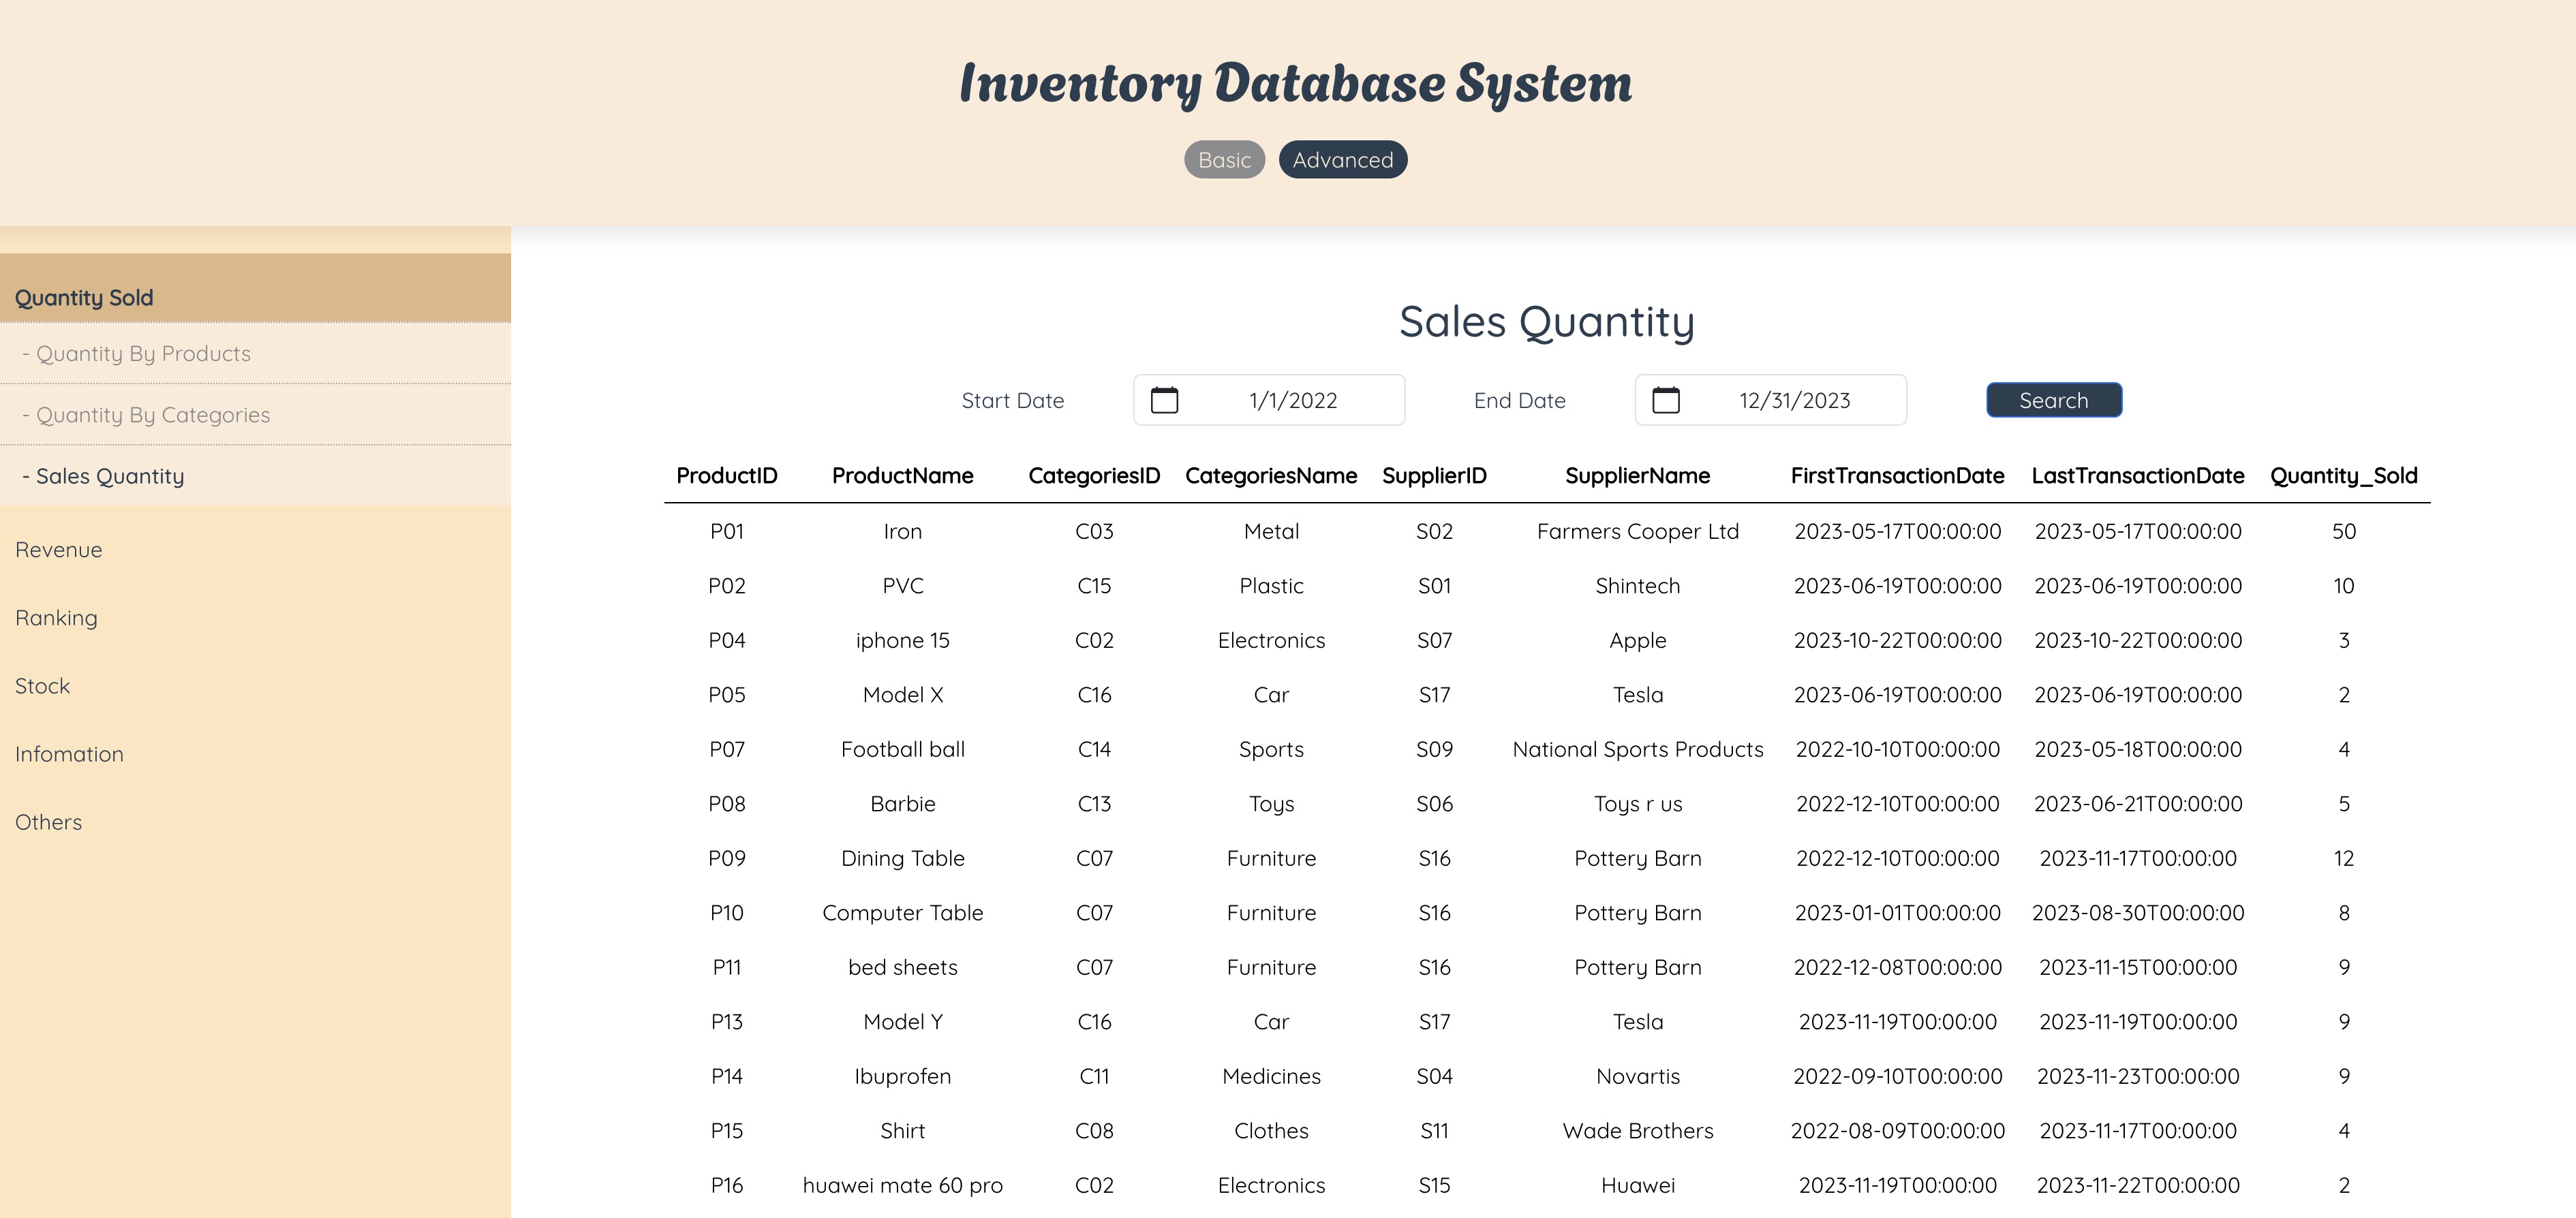 Inventory Database System
Basic Advanced
Quantity Sold
- Quantity By Products
- Quantity By Categories
- Sales Quantity
Revenue
Ranking
Stock
Infomation
Others
Sales Quantity
Start Date 1/1/2022 End Date 12/31/2023 Search
ProductID ProductName CategoriesID CategoriesName SupplierID SupplierName FirstTransactionDate LastTransactionDate Quantity_Sold
P01 Iron C03 Metal S02 Farmers Cooper Ltd 2023-05-17T00:00:00 2023-05-17T00:00:00 50
P02 PVC C15 Plastic S01 Shintech 2023-06-19T00:00:00 2023-06-19T00:00:00 10
P04 iphone 15 C02 Electronics S07 Apple 2023-10-22T00:00:00 2023-10-22T00:00:00 3
P05 Model X C16 Car S17 Tesla 2023-06-19T00:00:00 2023-06-19T00:00:00 2
P07 Football ball C14 Sports S09 National Sports Products 2022-10-10T00:00:00 2023-05-18T00:00:00 4
P08 Barbie C13 Toys S06 Toys r us 2022-12-10T00:00:00 2023-06-21T00:00:00 5
P09 Dining Table C07 Furniture S16 Pottery Barn 2022-12-10T00:00:00 2023-11-17T00:00:00 12
P10 Computer Table C07 Furniture S16 Pottery Barn 2023-01-01T00:00:00 2023-08-30T00:00:00 8
P11 bed sheets C07 Furniture S16 Pottery Barn 2022-12-08T00:00:00 2023-11-15T00:00:00 9
P13 Model Y C16 Car S17 Tesla 2023-11-19T00:00:00 2023-11-19T00:00:00 9
P14 Ibuprofen C11 Medicines S04 Novartis 2022-09-10T00:00:00 2023-11-23T00:00:00 9
P15 Shirt C08 Clothes S11 Wade Brothers 2022-08-09T00:00:00 2023-11-17T00:00:00 4
P16 huawei mate 60 pro C02 Electronics S15 Huawei 2023-11-19T00:00:00 2023-11-22T00:00:00 2